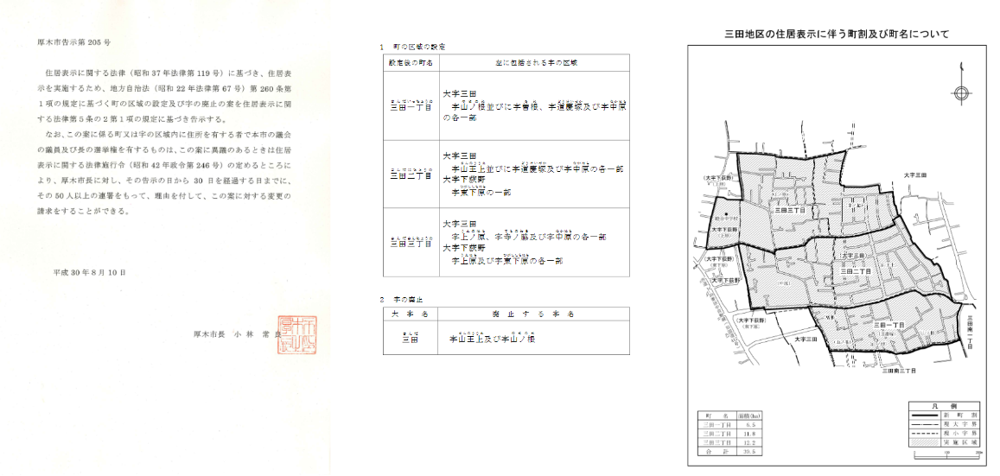 厚木市告示第205号
住居表示に関する法律（昭和37年法律第119号）に基づき、住居表
示を実施するため、地方自治法（昭和22年法律第67号）第260条第
1項の規定に基づく町の区域の設定及び字の廃止の案を住居表示に関
する法律第5条の2第1項の規定に基づき告示する。
なお、この案に係る町又は字の区域内に住所を有する者で本市の議会
の議員及び長の選挙権を有するものは、この案に異議のあるときは住居
表示に関する法律施行令（昭和42年政令第246号）の定めるところに
より、厚木市長に対し、その告示の日から30日を経過する日までに、
その50人以上の連署をもって、理由を付して、この案に対する変更の
請求をすることができる。
平成30年8月10日
厚木市長 小林 常良
1 町の区域の設定
設定後の町名 左に包括される字の区域
三田一丁目
大字三田
字山ノ根並びに字曽根、字道慶塚及び字中原
の各一部
三田二丁目
大字三田
字山王上並びに字道慶塚及び字中原の各一部
大字下荻野
字東下原の一部
三田三丁目
大字三田
字上ノ原、字寺ノ脇及び字中原の各一部
大字下荻野
字上原及び字東下原の各一部
2 字の廃止
大字名 廃止する字名
三田 字山王上及び字山ノ根
三田地区の住居表示に伴う町割及び町名について
大字三田
大字下荻野
三田三丁目
大字下荻野
(上原)
(大字三田)
三田二丁目
大字下荻野
(大字下荻野)
三田一丁目
大字三田
三田南一丁目
三田南三丁目
町名 面積(ha)
三田一丁目 6.5
三田二丁目 11.8
三田三丁目 12.2
合計 30.5
凡例
新町割
現大字界
現小字界
実施区域